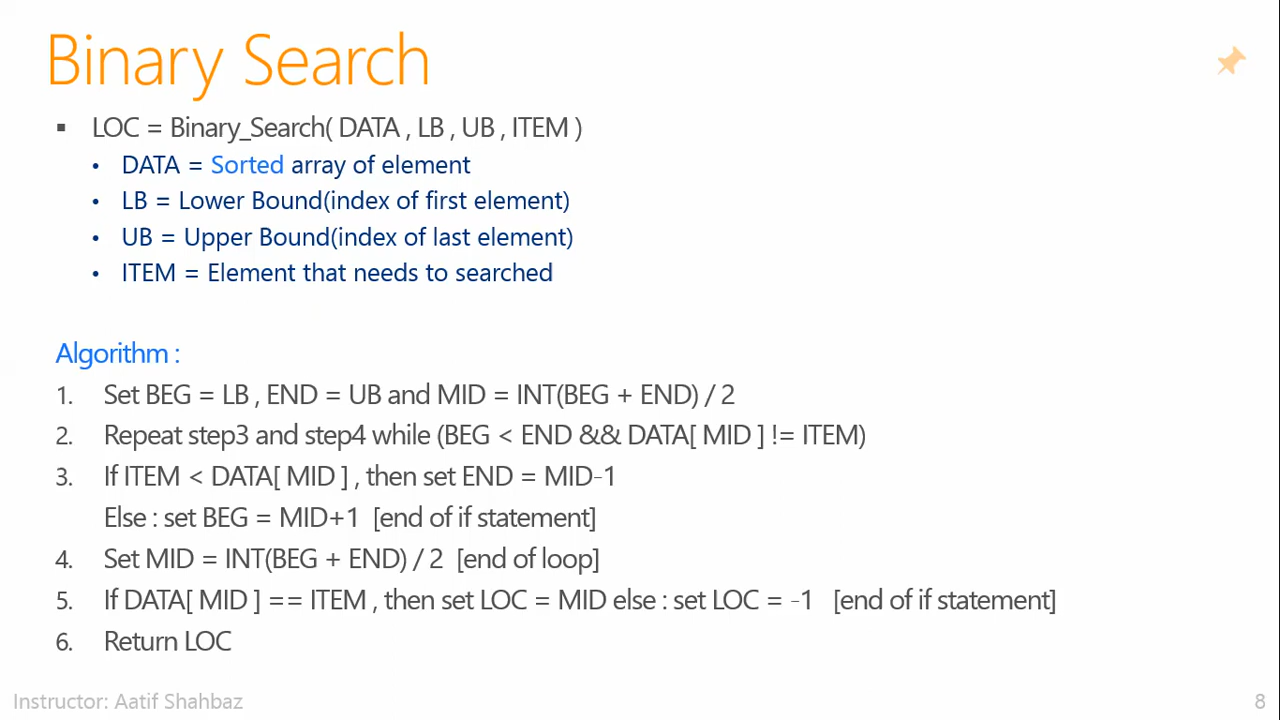 Binary Search
▪ LOC = Binary_Search( DATA , LB , UB , ITEM )
• DATA = Sorted array of element
• LB = Lower Bound(index of first element)
• UB = Upper Bound(index of last element)
• ITEM = Element that needs to searched
Algorithm :
1. Set BEG = LB , END = UB and MID = INT(BEG + END) / 2
2. Repeat step3 and step4 while (BEG < END && DATA[ MID ] != ITEM)
3. If ITEM < DATA[ MID ] , then set END = MID-1
Else : set BEG = MID+1 [end of if statement]
4. Set MID = INT(BEG + END) / 2 [end of loop]
5. If DATA[ MID ] == ITEM , then set LOC = MID else : set LOC = -1 [end of if statement]
6. Return LOC
Instructor: Aatif Shahbaz
8